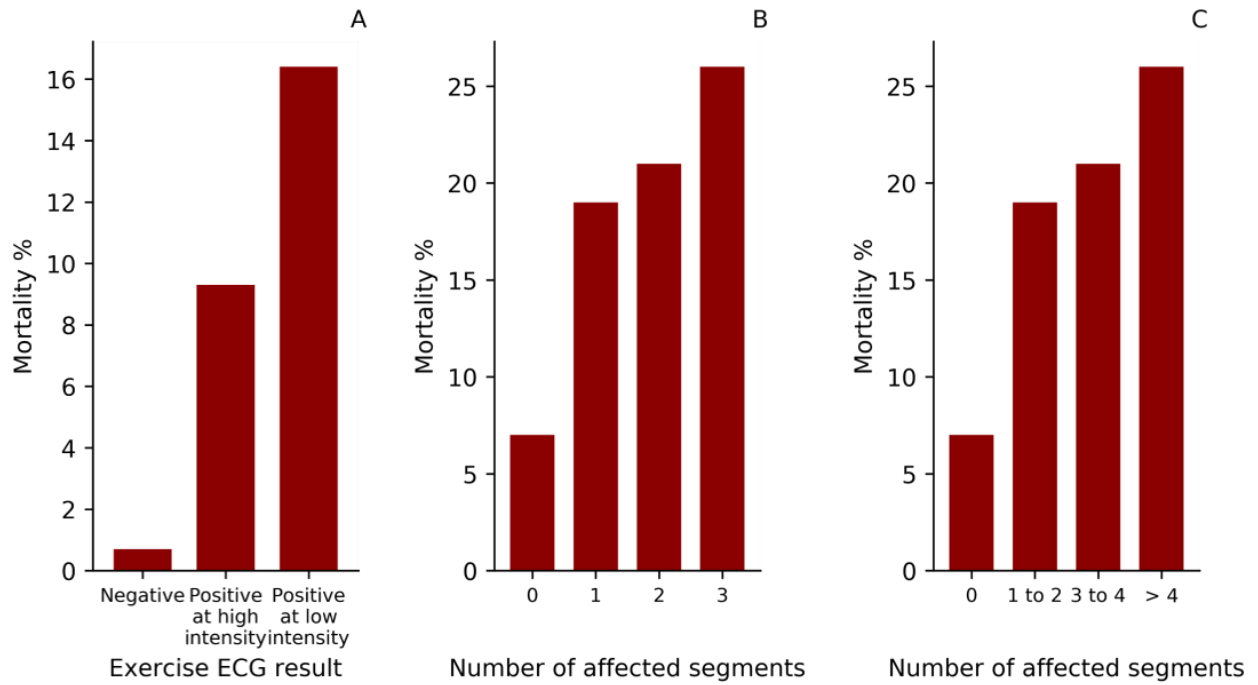 A
Mortality %
16
14
12
10
8
6
4
2
0
Negative
Positive
at high
intensity
Positive
at low
intensity
Exercise ECG result
B
Mortality %
25
20
15
10
5
0
0
1
2
3
Number of affected segments
C
Mortality %
25
20
15
10
5
0
0
1 to 2
3 to 4
> 4
Number of affected segments